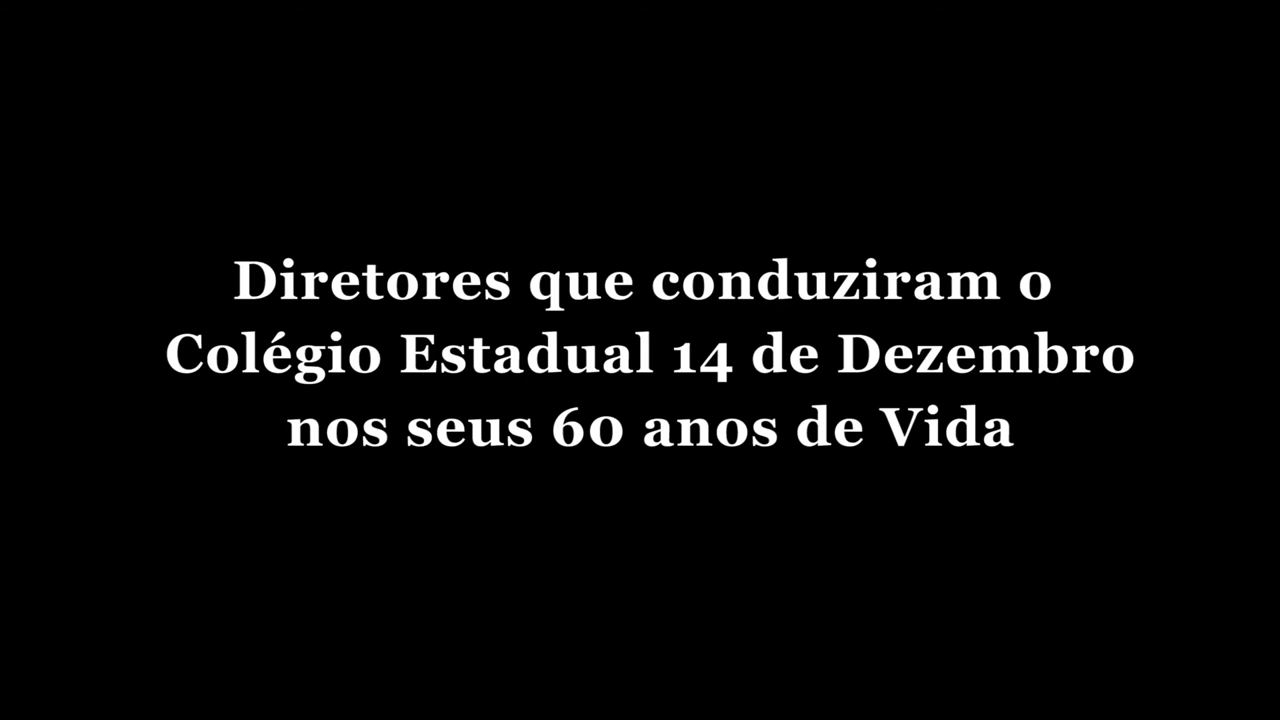 Diretores que conduziram o
Colégio Estadual 14 de Dezembro
nos seus 60 anos de Vida